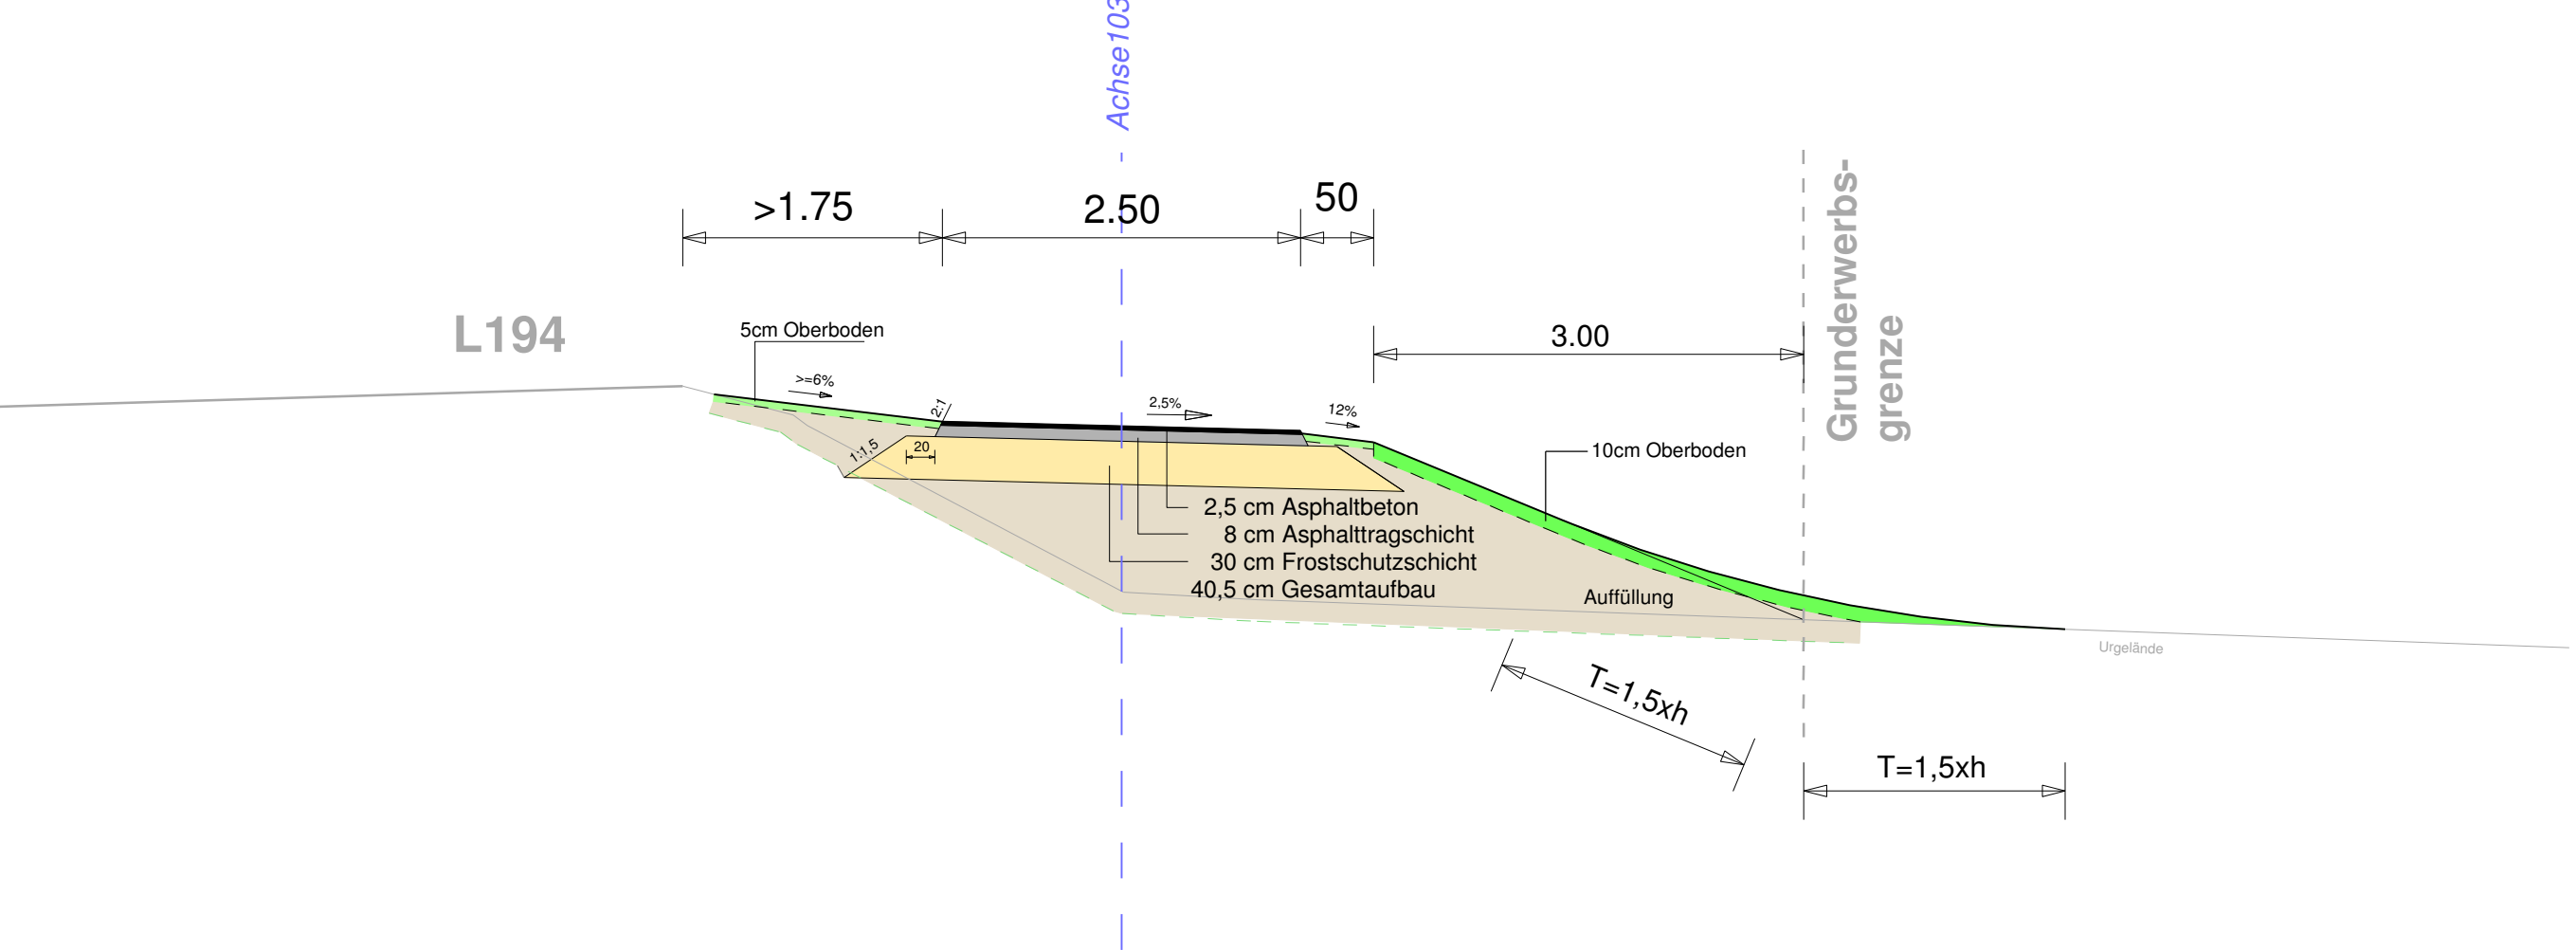 Achse103
>1.75
2.50
50
L194
5cm Oberboden
>=6%
2:1
2,5%
12%
3.00
Grunderwerbs-
grenze
1:1,5
20
10cm Oberboden
2,5 cm Asphaltbeton
8 cm Asphalttragschicht
30 cm Frostschutzschicht
40,5 cm Gesamtaufbau
Auffüllung
Urgelände
T=1,5xh
T=1,5xh